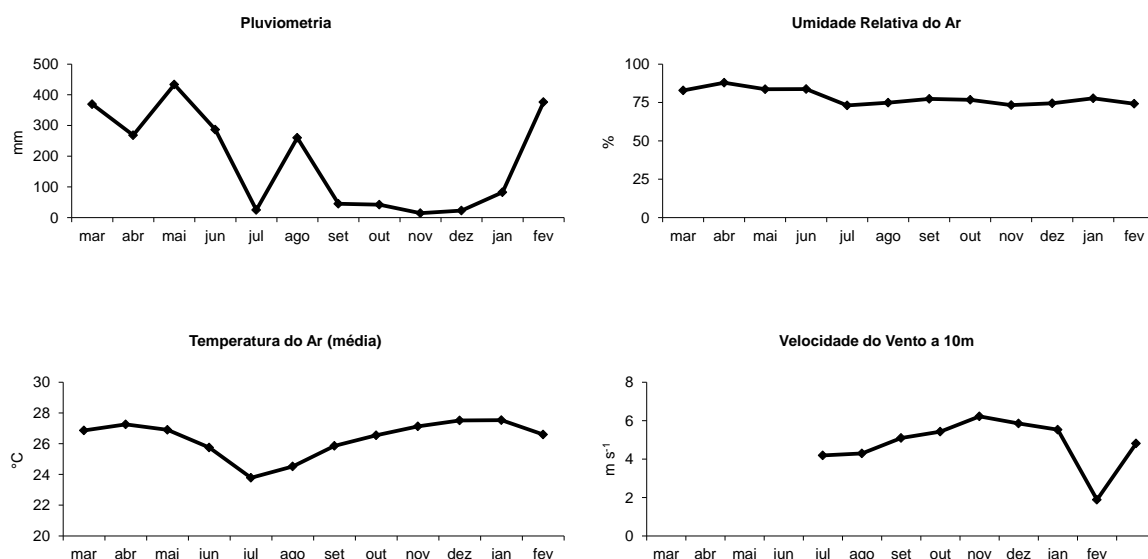 Pluviometria
500
400
300
200
100
0
mm
mar abr mai jun jul ago set out nov dez jan fev
Umidade Relativa do Ar
100
75
50
25
0
%
mar abr mai jun jul ago set out nov dez jan fev
Temperatura do Ar (média)
30
28
26
24
22
20
°C
mar abr mai jun jul ago set out nov dez jan fev
Velocidade do Vento a 10m
8
6
4
2
0
m s⁻¹
mar abr mai jun jul ago set out nov dez jan fev